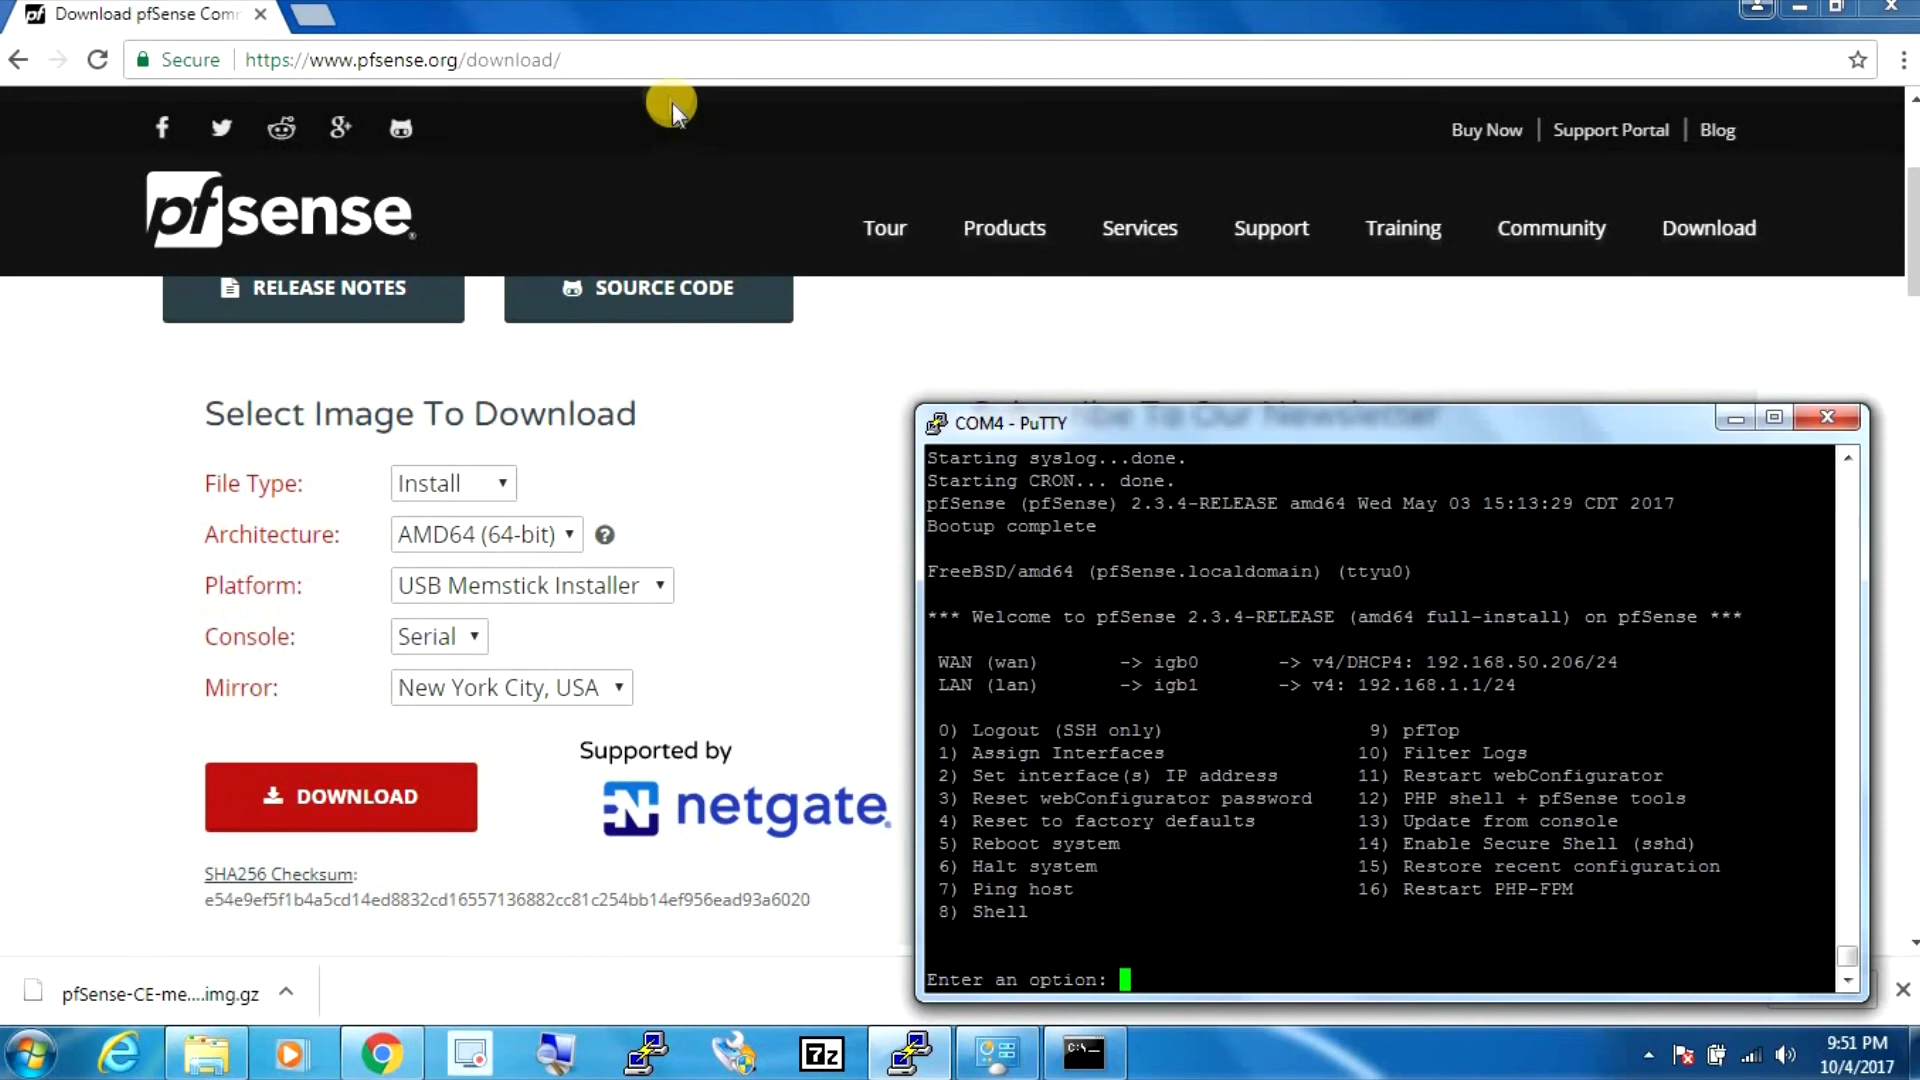 Download pfSense Com
Secure
https://www.pfsense.org/download/
Buy Now
Support Portal
Blog
pfsense
Tour
Products
Services
Support
Training
Community
Download
RELEASE NOTES
SOURCE CODE
Select Image To Download
File Type:
Install
Architecture:
AMD64 (64-bit)
Platform:
USB Memstick Installer
Console:
Serial
Mirror:
New York City, USA
DOWNLOAD
Supported by
netgate
SHA256 Checksum:
e54e9ef5f1b4a5cd14ed8832cd16557136882cc81c254bb14ef956ead93a6020
Subscribe To Our Newsletter
COM4 - PuTTY
Starting syslog...done.
Starting CRON... done.
pfSense (pfSense) 2.3.4-RELEASE amd64 Wed May 03 15:13:29 CDT 2017
Bootup complete
FreeBSD/amd64 (pfSense.localdomain) (ttyu0)
*** Welcome to pfSense 2.3.4-RELEASE (amd64 full-install) on pfSense ***
WAN (wan) -> igb0 -> v4/DHCP4: 192.168.50.206/24
LAN (lan) -> igb1 -> v4: 192.168.1.1/24
0) Logout (SSH only) 9) pfTop
1) Assign Interfaces 10) Filter Logs
2) Set interface(s) IP address 11) Restart webConfigurator
3) Reset webConfigurator password 12) PHP shell + pfSense tools
4) Reset to factory defaults 13) Update from console
5) Reboot system 14) Enable Secure Shell (sshd)
6) Halt system 15) Restore recent configuration
7) Ping host 16) Restart PHP-FPM
8) Shell
Enter an option:
pfSense-CE-me....img.gz
7z
C:\_
9:51 PM
10/4/2017